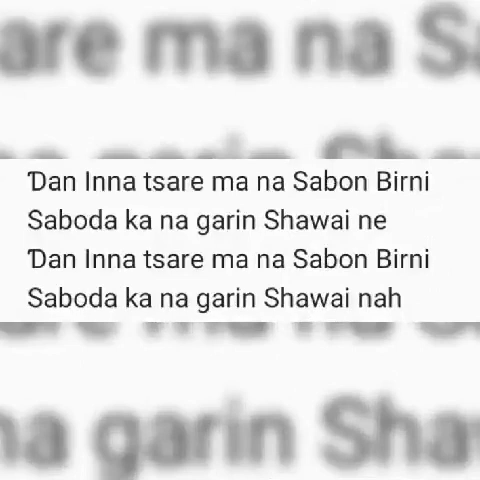 Ɗan Inna tsare ma na Sabon Birni
Saboda ka na garin Shawai ne
Ɗan Inna tsare ma na Sabon Birni
Saboda ka na garin Shawai nah